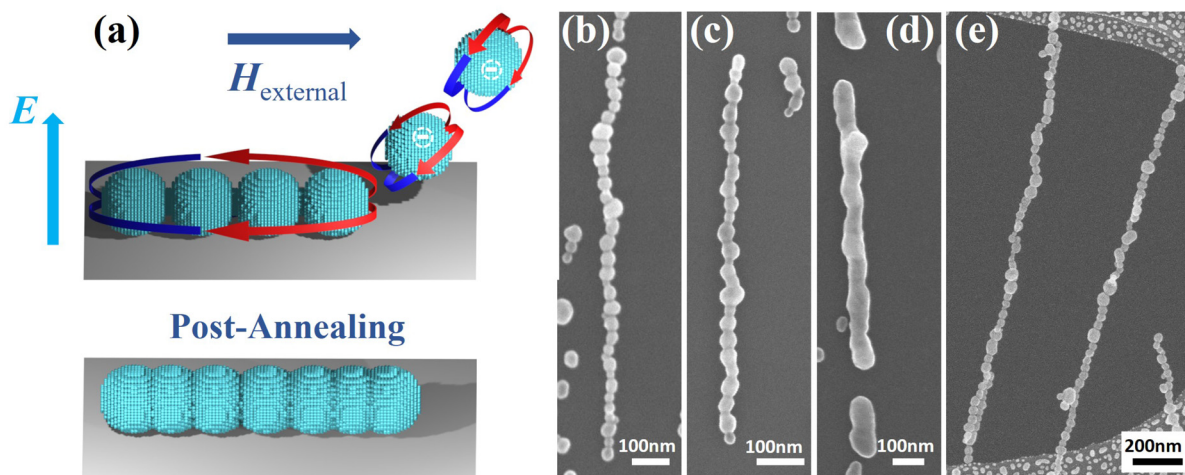 (a)
H external
E
⊖
⊖
Post-Annealing
(b)
100nm
(c)
100nm
(d)
100nm
(e)
200nm